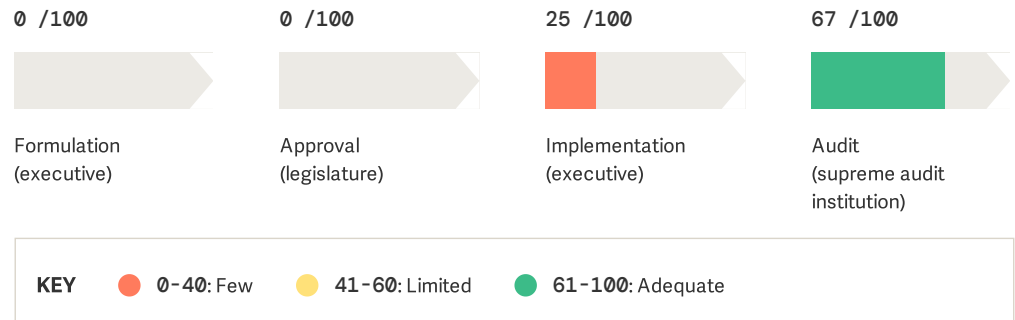 0 /100
0 /100
25 /100
67 /100
Formulation
(executive)
Approval
(legislature)
Implementation
(executive)
Audit
(supreme audit
institution)
KEY
0-40: Few
41-60: Limited
61-100: Adequate